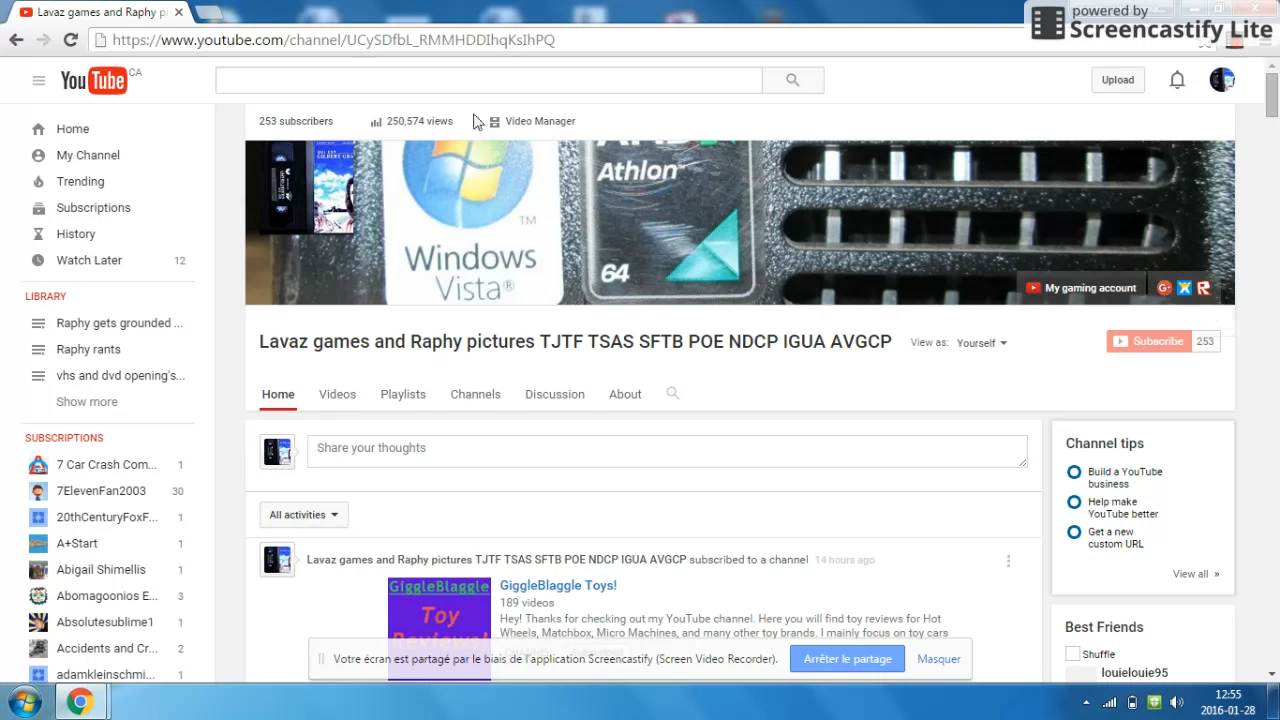 Lavaz games and Raphy pi
powered by
Screencastify Lite
https://www.youtube.com/chann
YouTube CA
Upload
253 subscribers
250,574 views
Video Manager
Home
My Channel
Trending
Subscriptions
History
Watch Later 12
LIBRARY
Raphy gets grounded ...
Raphy rants
vhs and dvd opening's...
Show more
SUBSCRIPTIONS
7 Car Crash Com... 1
7ElevenFan2003 30
20thCenturyFoxF... 1
A+Start 1
Abigail Shimellis 1
Abomagoonios E... 3
Absolutesublime1 1
Accidents and Cr... 2
adamkleinschmi... 1
Athlon™
64
Windows
Vista
TM
My gaming account
Lavaz games and Raphy pictures TJTF TSAS SFTB POE NDCP IGUA AVGCP
View as: Yourself
Subscribe 253
Home Videos Playlists Channels Discussion About
Share your thoughts
All activities
Lavaz games and Raphy pictures TJTF TSAS SFTB POE NDCP IGUA AVGCP subscribed to a channel 14 hours ago
GiggleBlaggle
Toy
Reviews!
GiggleBlaggle Toys!
189 videos
Hey! Thanks for checking out my YouTube channel. Here you will find toy reviews for Hot
Wheels, Matchbox, Micro Machines, and many other toy brands. I mainly focus on toy cars
Channel tips
Build a YouTube
business
Help make
YouTube better
Get a new
custom URL
View all »
Best Friends
Shuffle
louielouie95
Votre écran est partagé par le biais de l'application Screencastify (Screen Video Recorder).
Arrêter le partage
Masquer
12:55
2016-01-28